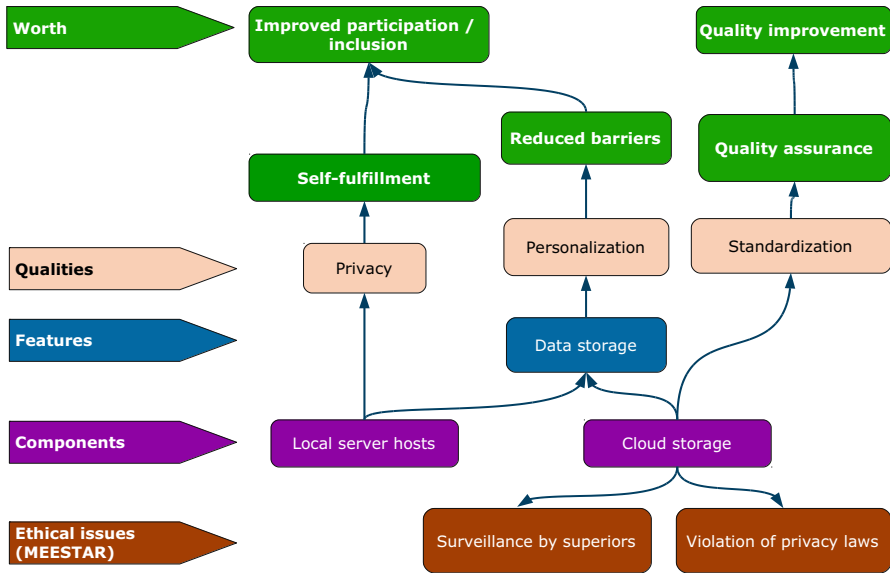 Worth
Improved participation /
inclusion
Quality improvement
Reduced barriers
Quality assurance
Self-fulfillment
Qualities
Privacy
Personalization
Standardization
Features
Data storage
Components
Local server hosts
Cloud storage
Ethical issues
(MEESTAR)
Surveillance by superiors
Violation of privacy laws